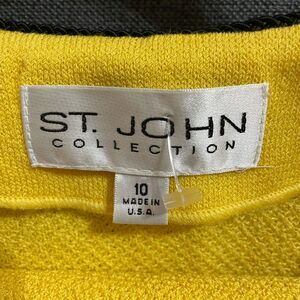 ST. JOHN
COLLECTION
10
MADE IN
U.S.A.